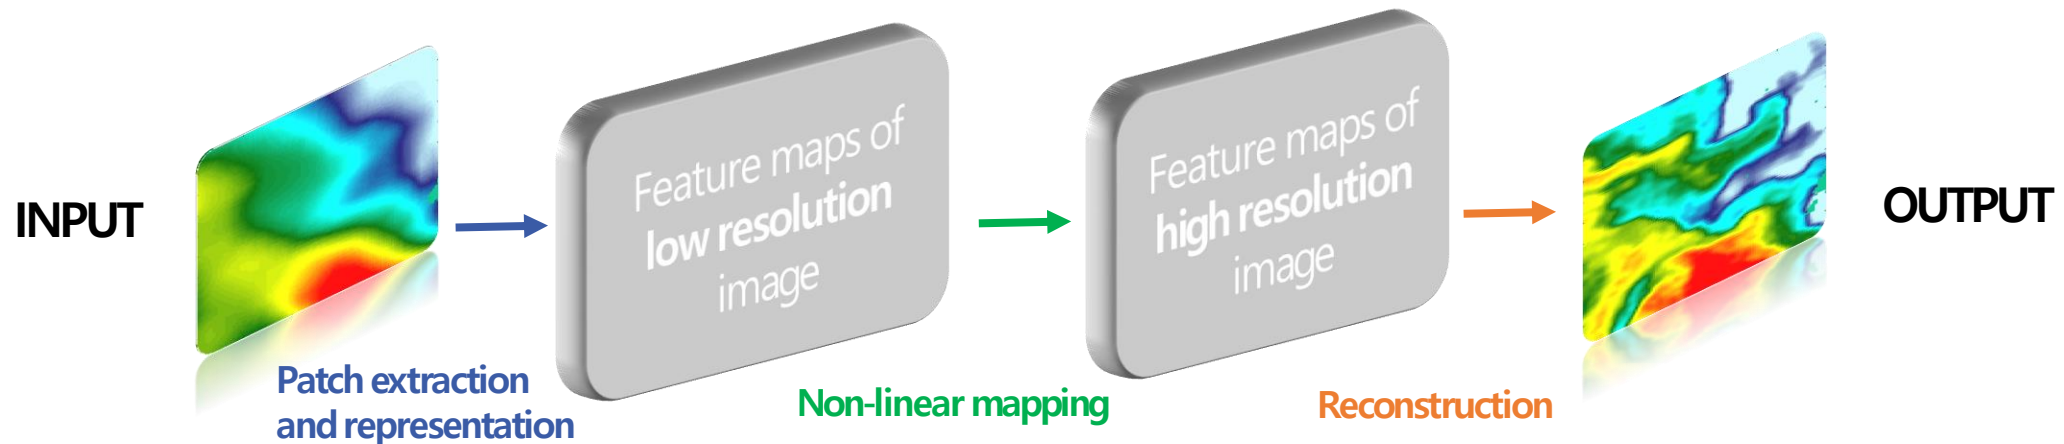 INPUT
Patch extraction
and representation
Feature maps of
low resolution
image
Non-linear mapping
Feature maps of
high resolution
image
Reconstruction
OUTPUT